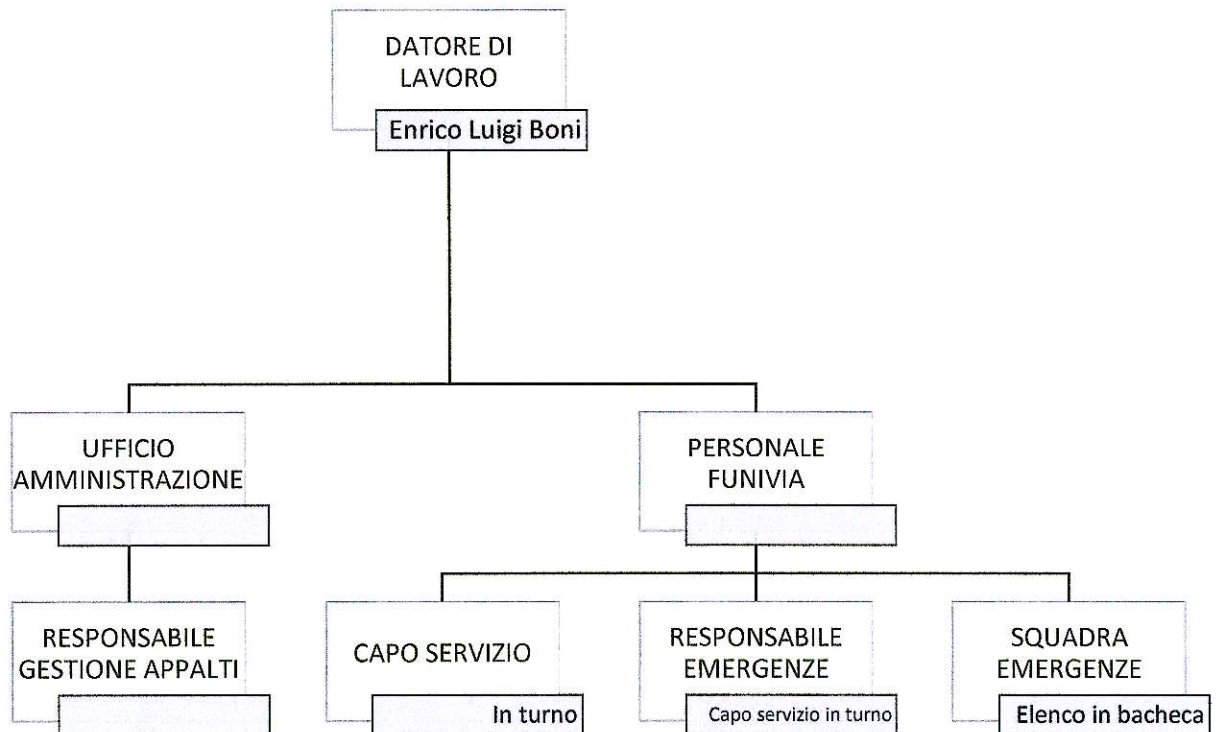 DATORE DI
LAVORO
Enrico Luigi Boni
UFFICIO
AMMINISTRAZIONE
PERSONALE
FUNIVIA
RESPONSABILE
GESTIONE APPALTI
CAPO SERVIZIO
In turno
RESPONSABILE
EMERGENZE
Capo servizio in turno
SQUADRA
EMERGENZE
Elenco in bacheca